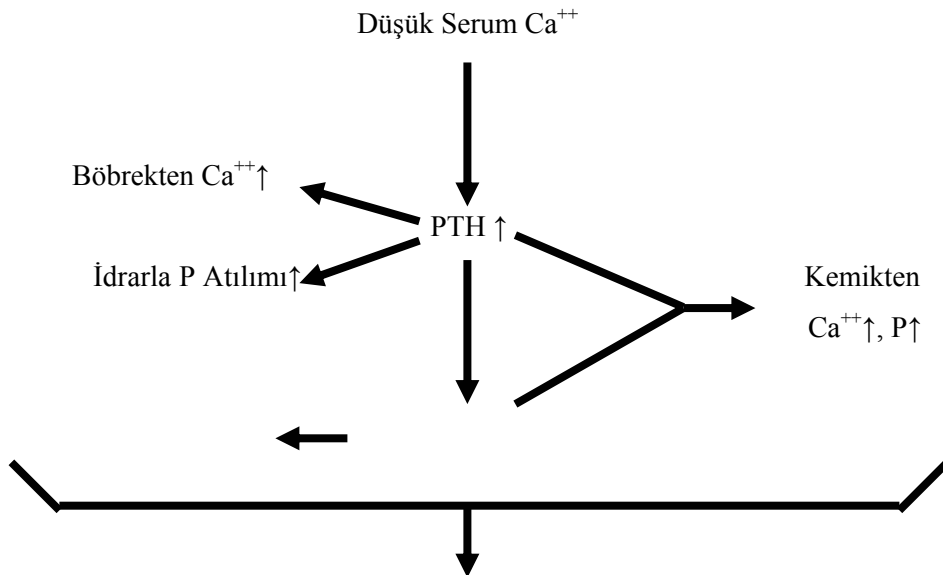 Düşük Serum Ca⁺⁺
Böbrekten Ca⁺⁺↑
PTH ↑
İdrarla P Atılımı↑
Kemikten
Ca⁺⁺↑, P↑